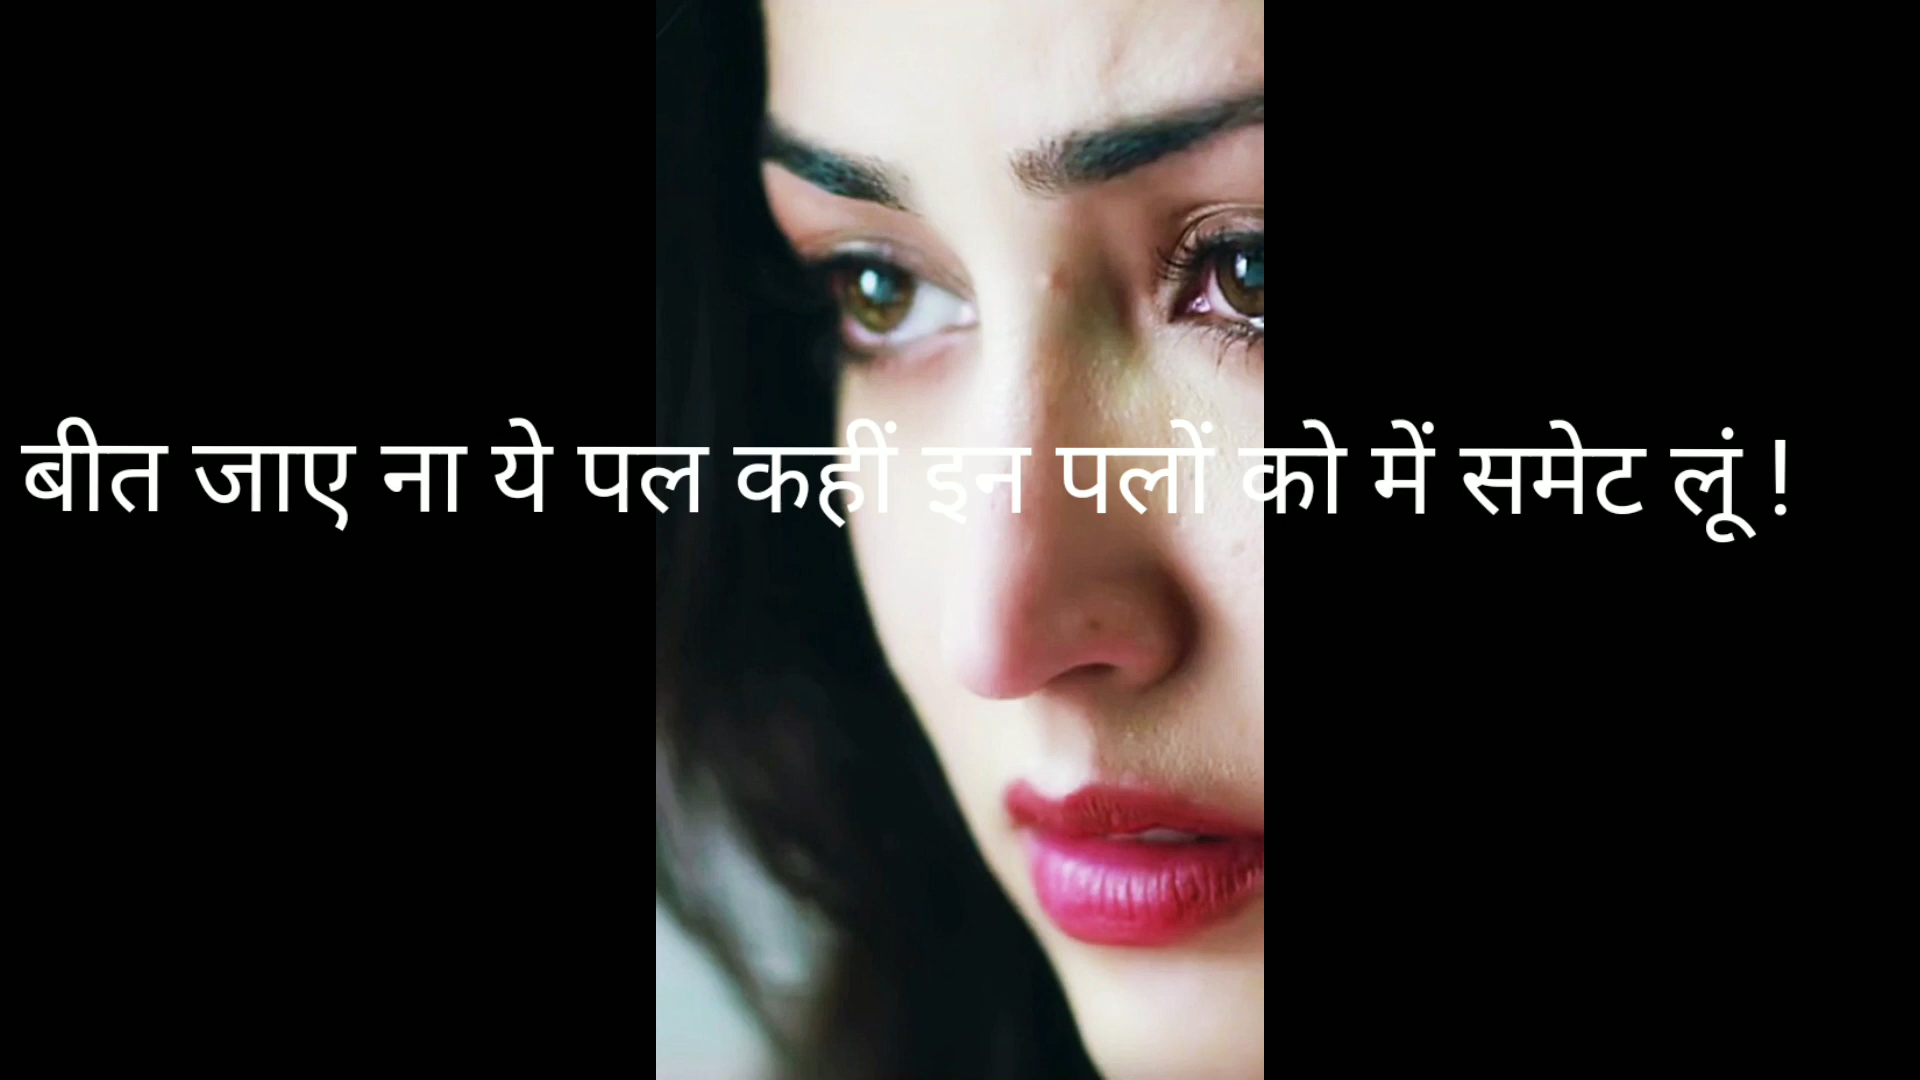 बीत जाए ना ये पल कहीं इन पलों को में समेट लूं !